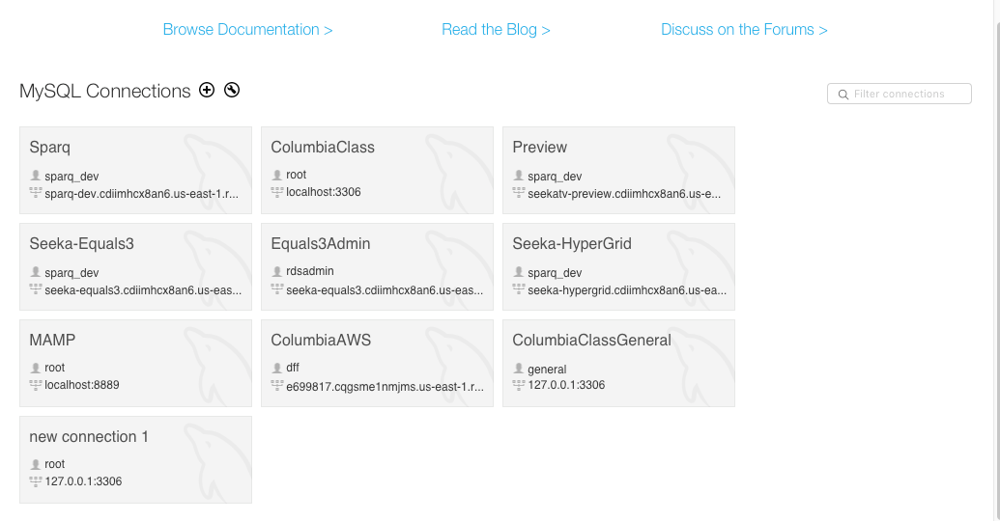 Browse Documentation >
Read the Blog >
Discuss on the Forums >
MySQL Connections
Filter connections
Sparq
sparq_dev
sparq-dev.cdiimhcx8an6.us-east-1.r...
ColumbiaClass
root
localhost:3306
Preview
sparq_dev
seekatv-preview.cdiimhcx8an6.us-e...
Seeka-Equals3
sparq_dev
seeka-equals3.cdiimhcx8an6.us-eas...
Equals3Admin
rdsadmin
seeka-equals3.cdiimhcx8an6.us-eas...
Seeka-HyperGrid
sparq_dev
seeka-hypergrid.cdiimhcx8an6.us-ea...
MAMP
root
localhost:8889
ColumbiaAWS
dff
e699817.cqgsme1nmjms.us-east-1.r...
ColumbiaClassGeneral
general
127.0.0.1:3306
new connection 1
root
127.0.0.1:3306